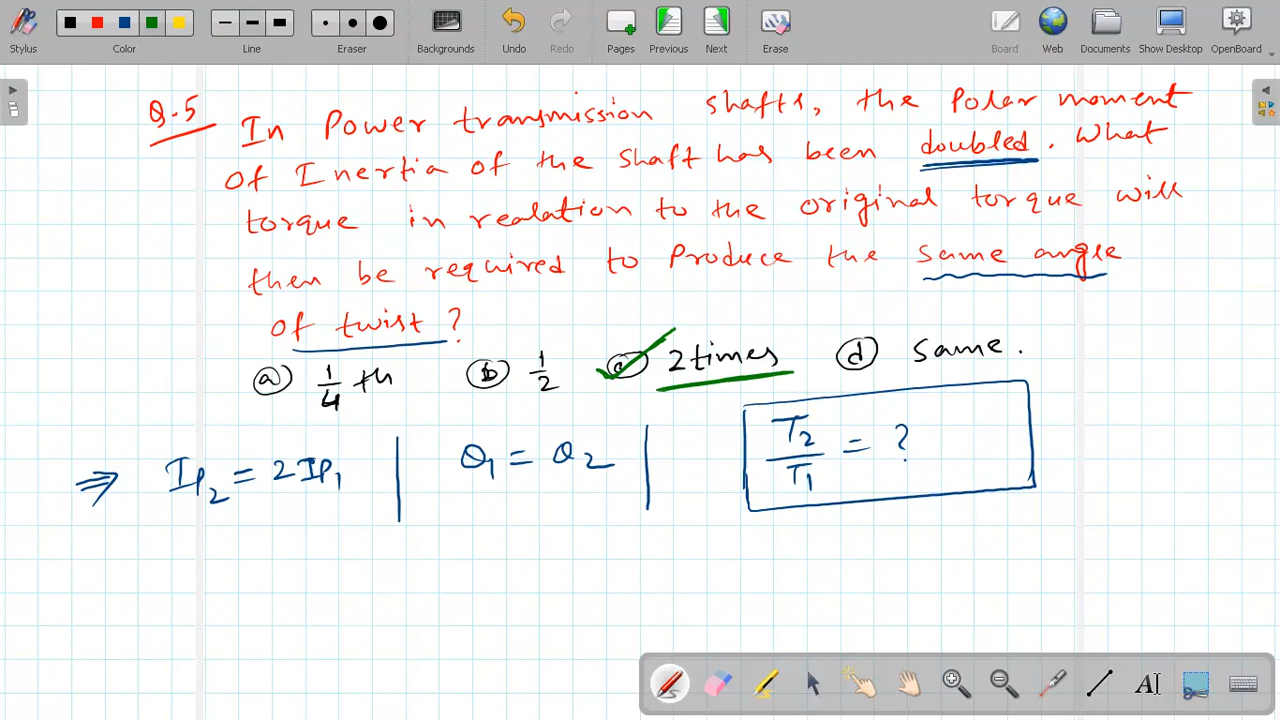 Stylus
Color
Line
Eraser
Backgrounds
Undo
Redo
Pages
Previous
Next
Erase
Board
Web
Documents
Show Desktop
OpenBoard
Q.5 In Power transmission shafts, the Polar moment
of Inertia of the shaft has been doubled. What
torque in realation to the original torque will
then be required to Produce the same angle
of twist ?
(a) 1/4 th (b) 1/2 (c) 2 times (d) same.
⇒ IP2 = 2IP1 | θ1 = θ2 | T2/T1 = ?